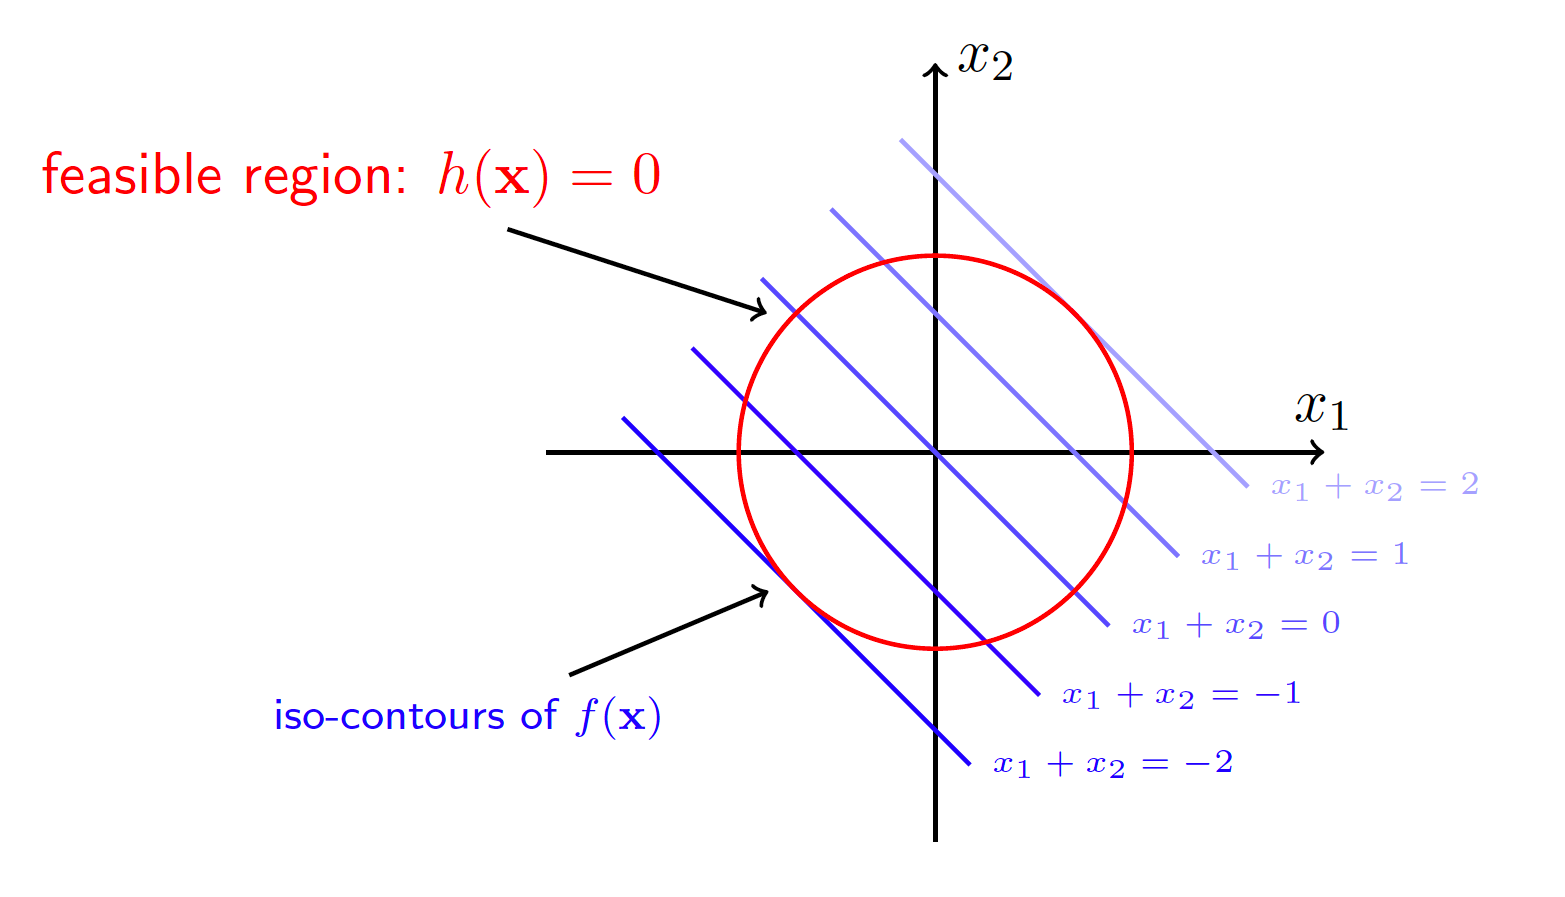 x₂
feasible region: h(𝐱) = 0
x₁
x₁ + x₂ = 2
x₁ + x₂ = 1
x₁ + x₂ = 0
x₁ + x₂ = −1
iso-contours of f(𝐱)
x₁ + x₂ = −2